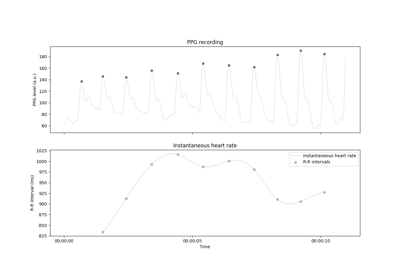 PPG recording
PPG level (a.u.)
180
160
140
120
100
80
60
Instantaneous heart rate
R-R interval (ms)
1025
1000
975
950
925
900
875
850
825
Instantaneous heart rate
R-R intervals
00:00:00
00:00:05
00:00:10
Time